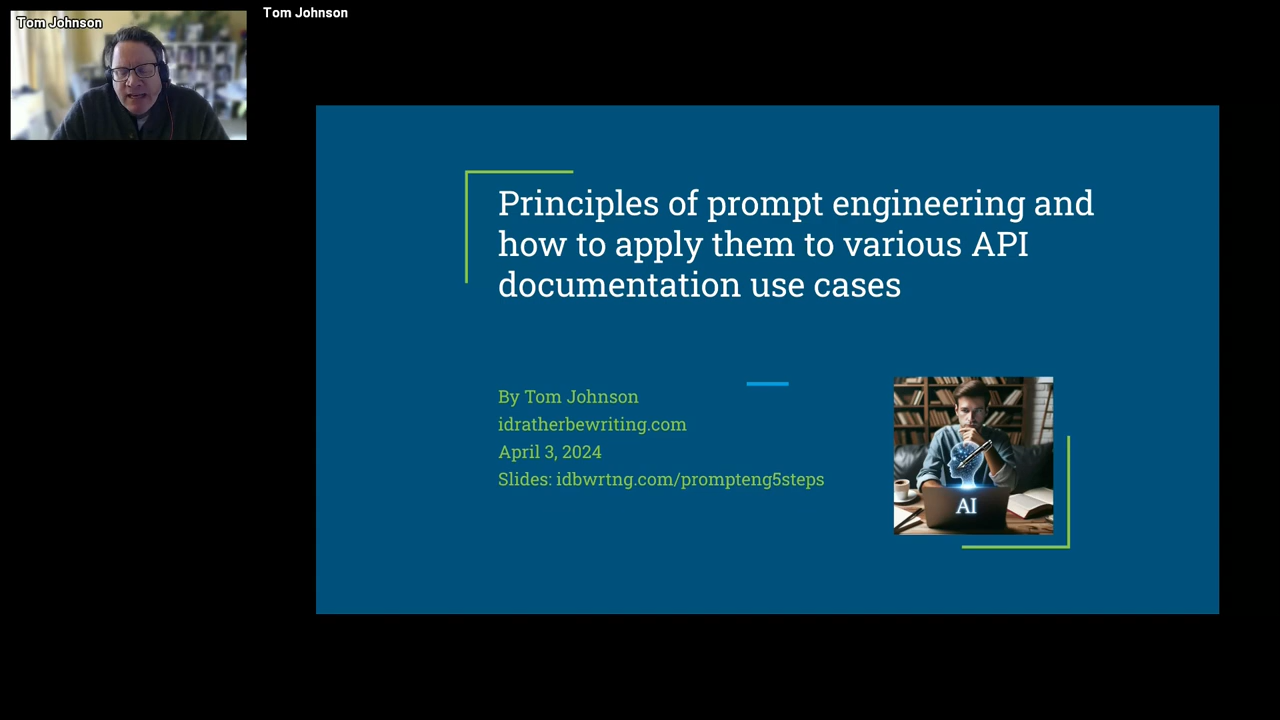 Tom Johnson
Tom Johnson
Principles of prompt engineering and
how to apply them to various API
documentation use cases
By Tom Johnson
idratherbewriting.com
April 3, 2024
Slides: idbwrtng.com/prompteng5steps
AI